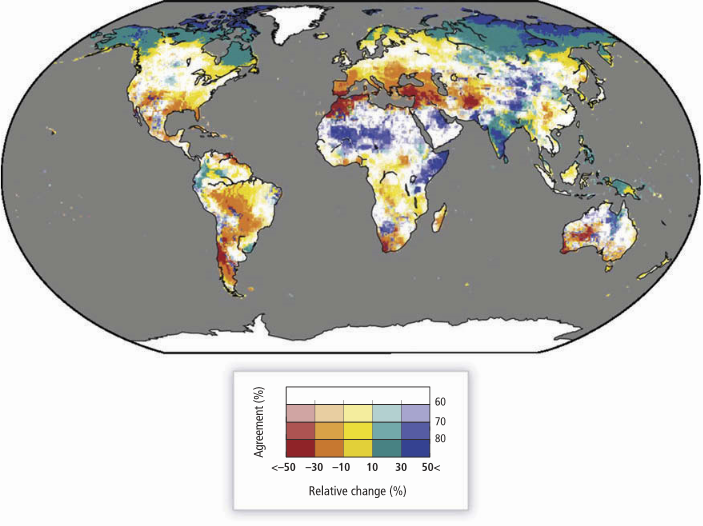 Agreement (%)
60
70
80
<–50 –30 –10 10 30 50<
Relative change (%)